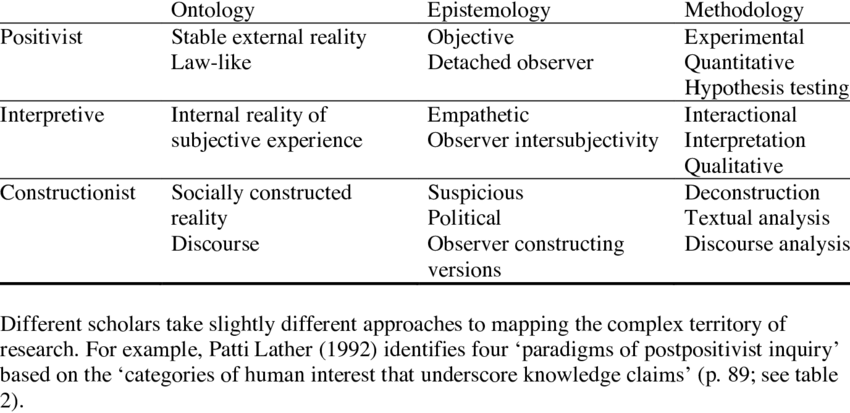 Ontology Epistemology Methodology
Positivist Stable external reality Objective Experimental
Law-like Detached observer Quantitative
Hypothesis testing
Interpretive Internal reality of Empathetic Interactional
subjective experience Observer intersubjectivity Interpretation
Qualitative
Constructionist Socially constructed Suspicious Deconstruction
reality Political Textual analysis
Discourse Observer constructing Discourse analysis
versions
Different scholars take slightly different approaches to mapping the complex territory of
research. For example, Patti Lather (1992) identifies four ‘paradigms of postpositivist inquiry’
based on the ‘categories of human interest that underscore knowledge claims’ (p. 89; see table
2).